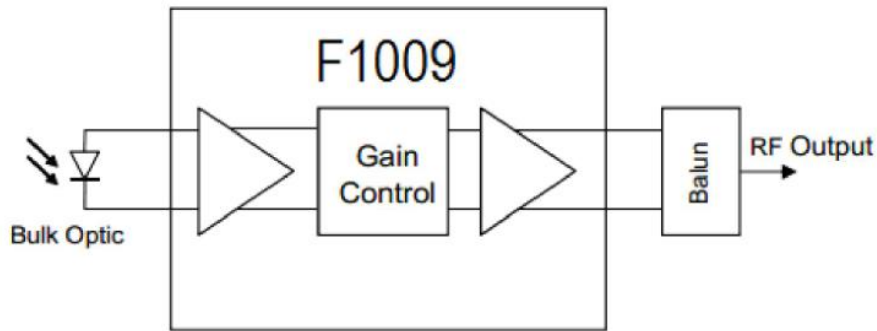 F1009
Gain
Control
Balun
RF Output
Bulk Optic